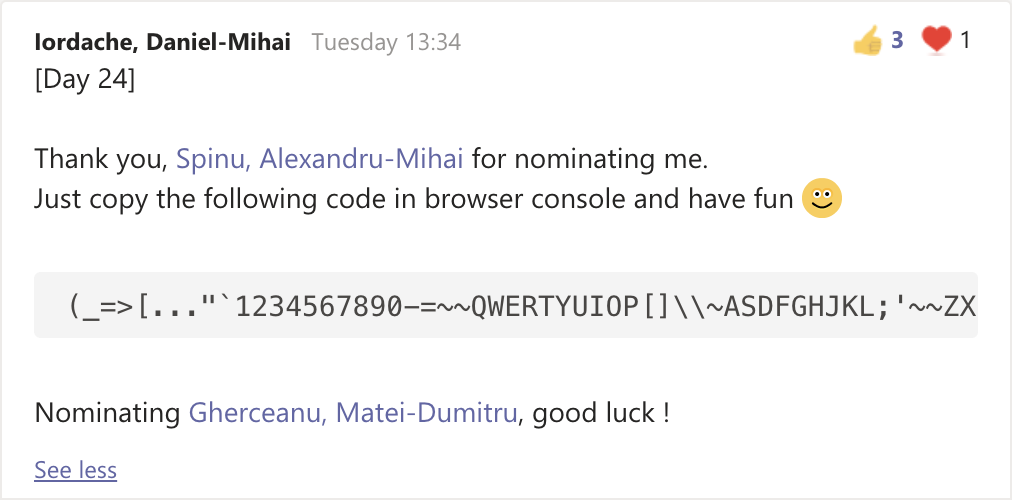 Iordache, Daniel-Mihai Tuesday 13:34 3 1
[Day 24]
Thank you, Spinu, Alexandru-Mihai for nominating me.
Just copy the following code in browser console and have fun
(_=>[..."`1234567890-=~~QWERTYUIOP[]\\~ASDFGHJKL;'~~ZX
Nominating Gherceanu, Matei-Dumitru, good luck !
See less